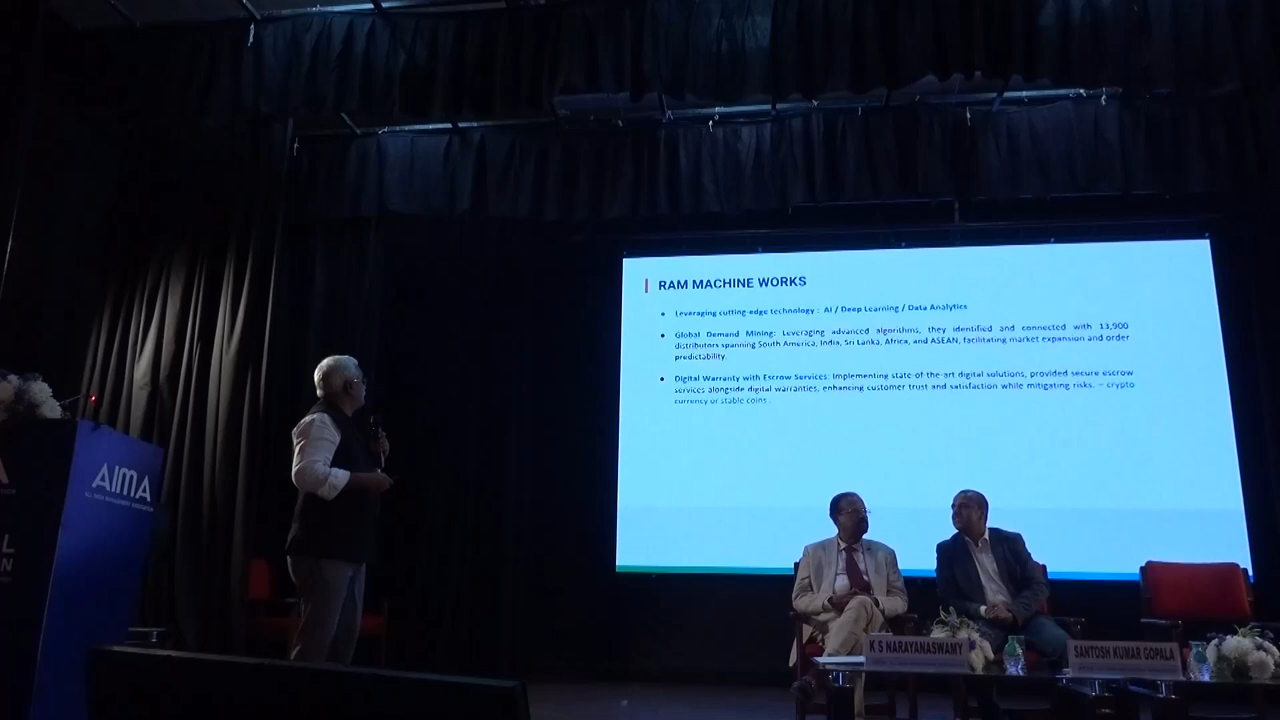 RAM MACHINE WORKS
• Leveraging cutting-edge technology : AI / Deep Learning / Data Analytics
• Global Demand Mining: Leveraging advanced algorithms, they identified and connected with 13,900
distributors spanning South America, India, Sri Lanka, Africa, and ASEAN, facilitating market expansion and order
predictability.
• Digital Warranty with Escrow Services: Implementing state-of-the-art digital solutions, provided secure escrow
services alongside digital warranties, enhancing customer trust and satisfaction while mitigating risks. – crypto
currency or stable coins .
AIMA
ALL INDIA MANAGEMENT ASSOCIATION
K S NARAYANASWAMY
SANTOSH KUMAR GOPALA